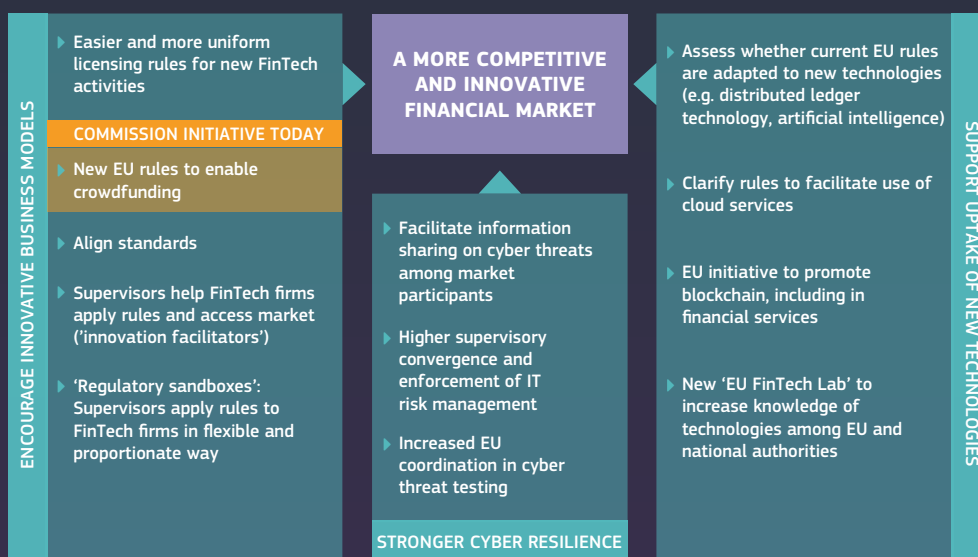 ENCOURAGE INNOVATIVE BUSINESS MODELS
Easier and more uniform
licensing rules for new FinTech
activities
COMMISSION INITIATIVE TODAY
New EU rules to enable
crowdfunding
Align standards
Supervisors help FinTech firms
apply rules and access market
('innovation facilitators')
‘Regulatory sandboxes’:
Supervisors apply rules to
FinTech firms in flexible and
proportionate way
A MORE COMPETITIVE
AND INNOVATIVE
FINANCIAL MARKET
Facilitate information
sharing on cyber threats
among market
participants
Higher supervisory
convergence and
enforcement of IT
risk management
Increased EU
coordination in cyber
threat testing
STRONGER CYBER RESILIENCE
Assess whether current EU rules
are adapted to new technologies
(e.g. distributed ledger
technology, artificial intelligence)
Clarify rules to facilitate use of
cloud services
EU initiative to promote
blockchain, including in
financial services
New ‘EU FinTech Lab’ to
increase knowledge of
technologies among EU and
national authorities
SUPPORT UPTAKE OF NEW TECHNOLOGIES